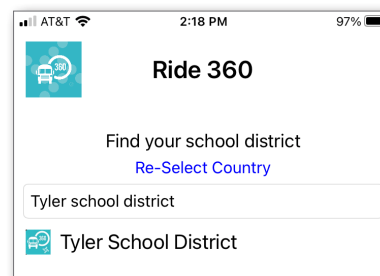 AT&T 2:18 PM 97%
360
Ride 360
Find your school district
Re-Select Country
Tyler school district
Tyler School District